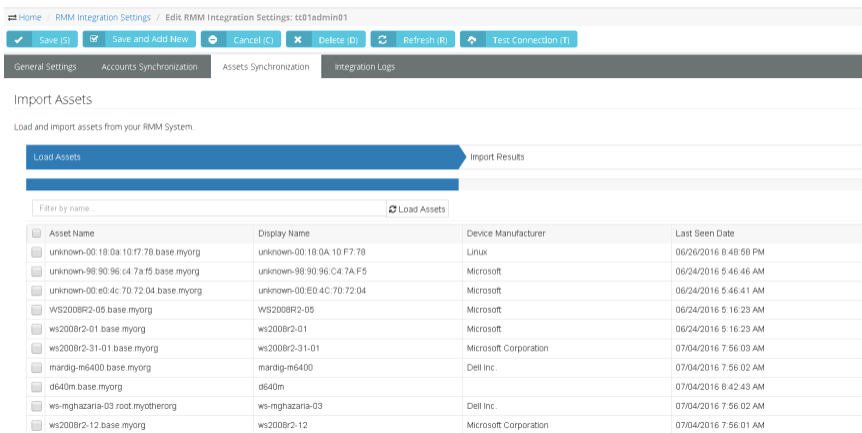 Home / RMM Integration Settings / Edit RMM Integration Settings: tt01admin01
Save (S) Save and Add New Cancel (C) Delete (D) Refresh (R) Test Connection (T)
General Settings Accounts Synchronization Assets Synchronization Integration Logs
Import Assets
Load and import assets from your RMM System.
Load Assets Import Results
Filter by name... Load Assets
Asset Name Display Name Device Manufacturer Last Seen Date
unknown-00:18:0a:10:f7:78.base.myorg unknown-00:18:0A:10:F7:78 Linux 06/26/2016 8:48:58 PM
unknown-98:90:96:c4:7a:f5.base.myorg unknown-98:90:96:C4:7A:F5 Microsoft 06/24/2016 5:46:46 AM
unknown-00:e0:4c:70:72:04.base.myorg unknown-00:E0:4C:70:72:04 Microsoft 06/24/2016 5:46:41 AM
WS2008R2-05.base.myorg WS2008R2-05 Microsoft 06/24/2016 5:16:23 AM
ws2008r2-01.base.myorg ws2008r2-01 Microsoft 06/24/2016 5:16:23 AM
ws2008r2-31-01.base.myorg ws2008r2-31-01 Microsoft Corporation 07/04/2016 7:56:03 AM
mardig-m6400.base.myorg mardig-m6400 Dell Inc. 07/04/2016 7:56:02 AM
d640m.base.myorg d640m 07/04/2016 8:42:43 AM
ws-mghazaria-03.root.myotherorg ws-mghazaria-03 Dell Inc. 07/04/2016 7:56:02 AM
ws2008r2-12.base.myorg ws2008r2-12 Microsoft Corporation 07/04/2016 7:56:01 AM